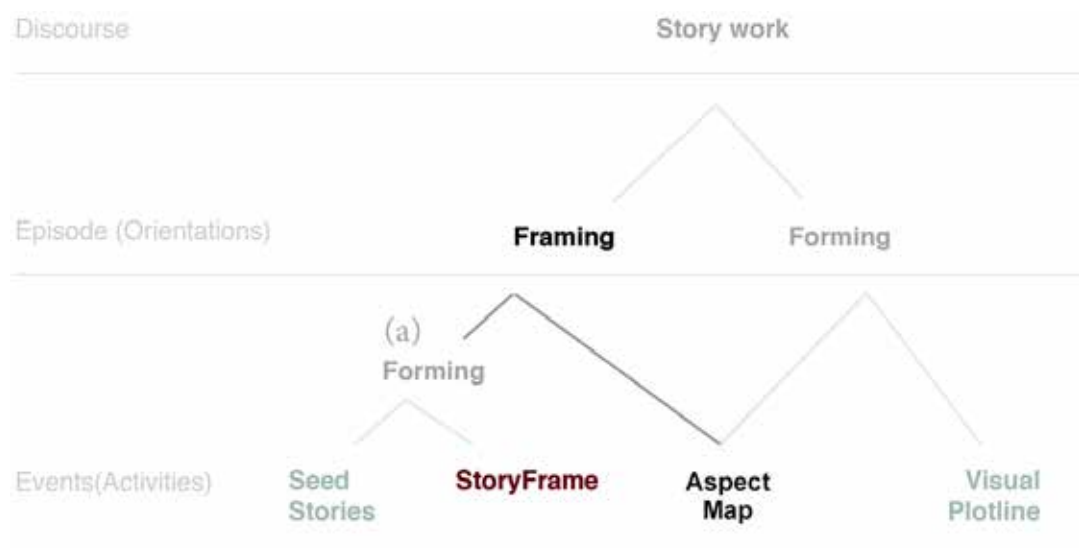 Discourse Story work
Episode (Orientations) Framing Forming
(a)
Forming
Events(Activities) Seed StoryFrame Aspect Visual
Stories Map Plotline